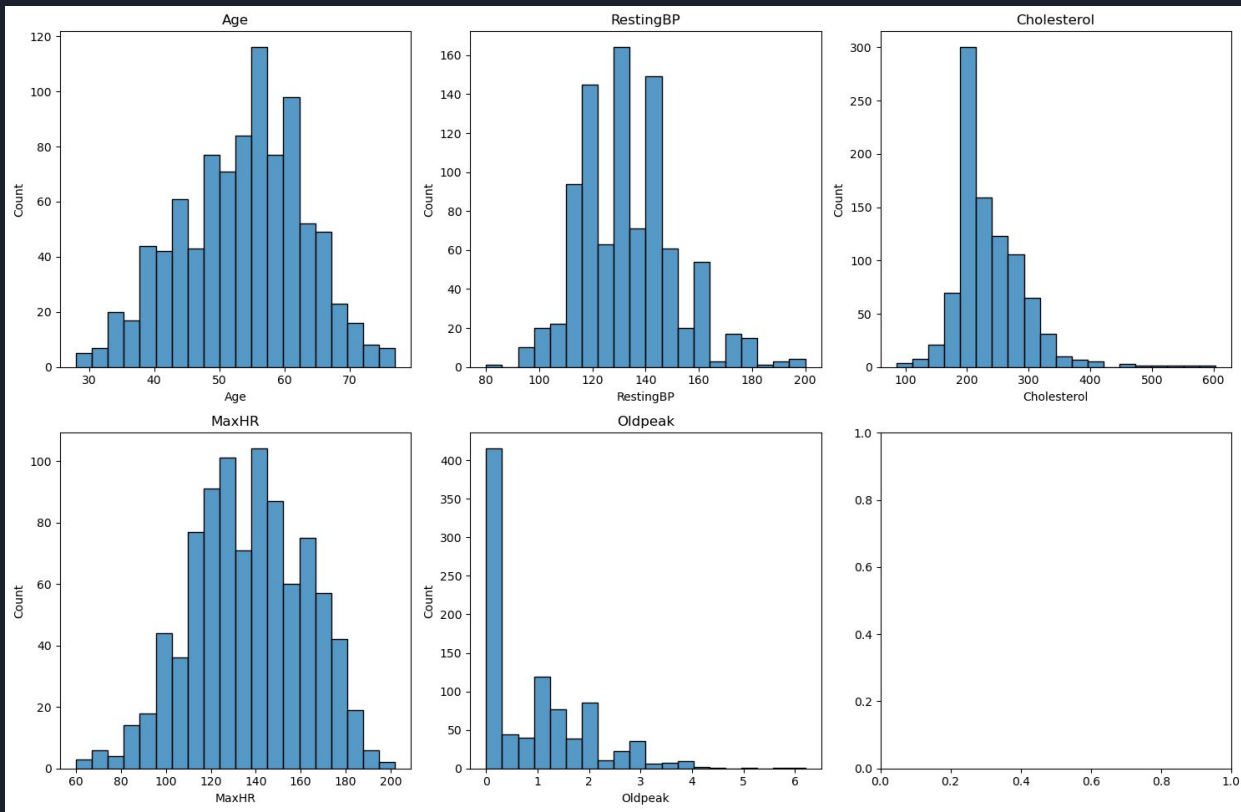 Age
RestingBP
Cholesterol
120
100
80
60
40
20
0
Count
30 40 50 60 70
Age
160
140
120
100
80
60
40
20
0
Count
80 100 120 140 160 180 200
RestingBP
300
250
200
150
100
50
0
Count
100 200 300 400 500 600
Cholesterol
MaxHR
Oldpeak
100
80
60
40
20
0
Count
60 80 100 120 140 160 180 200
MaxHR
400
350
300
250
200
150
100
50
0
Count
0 1 2 3 4 5 6
Oldpeak
1.0
0.8
0.6
0.4
0.2
0.0
0.0 0.2 0.4 0.6 0.8 1.0